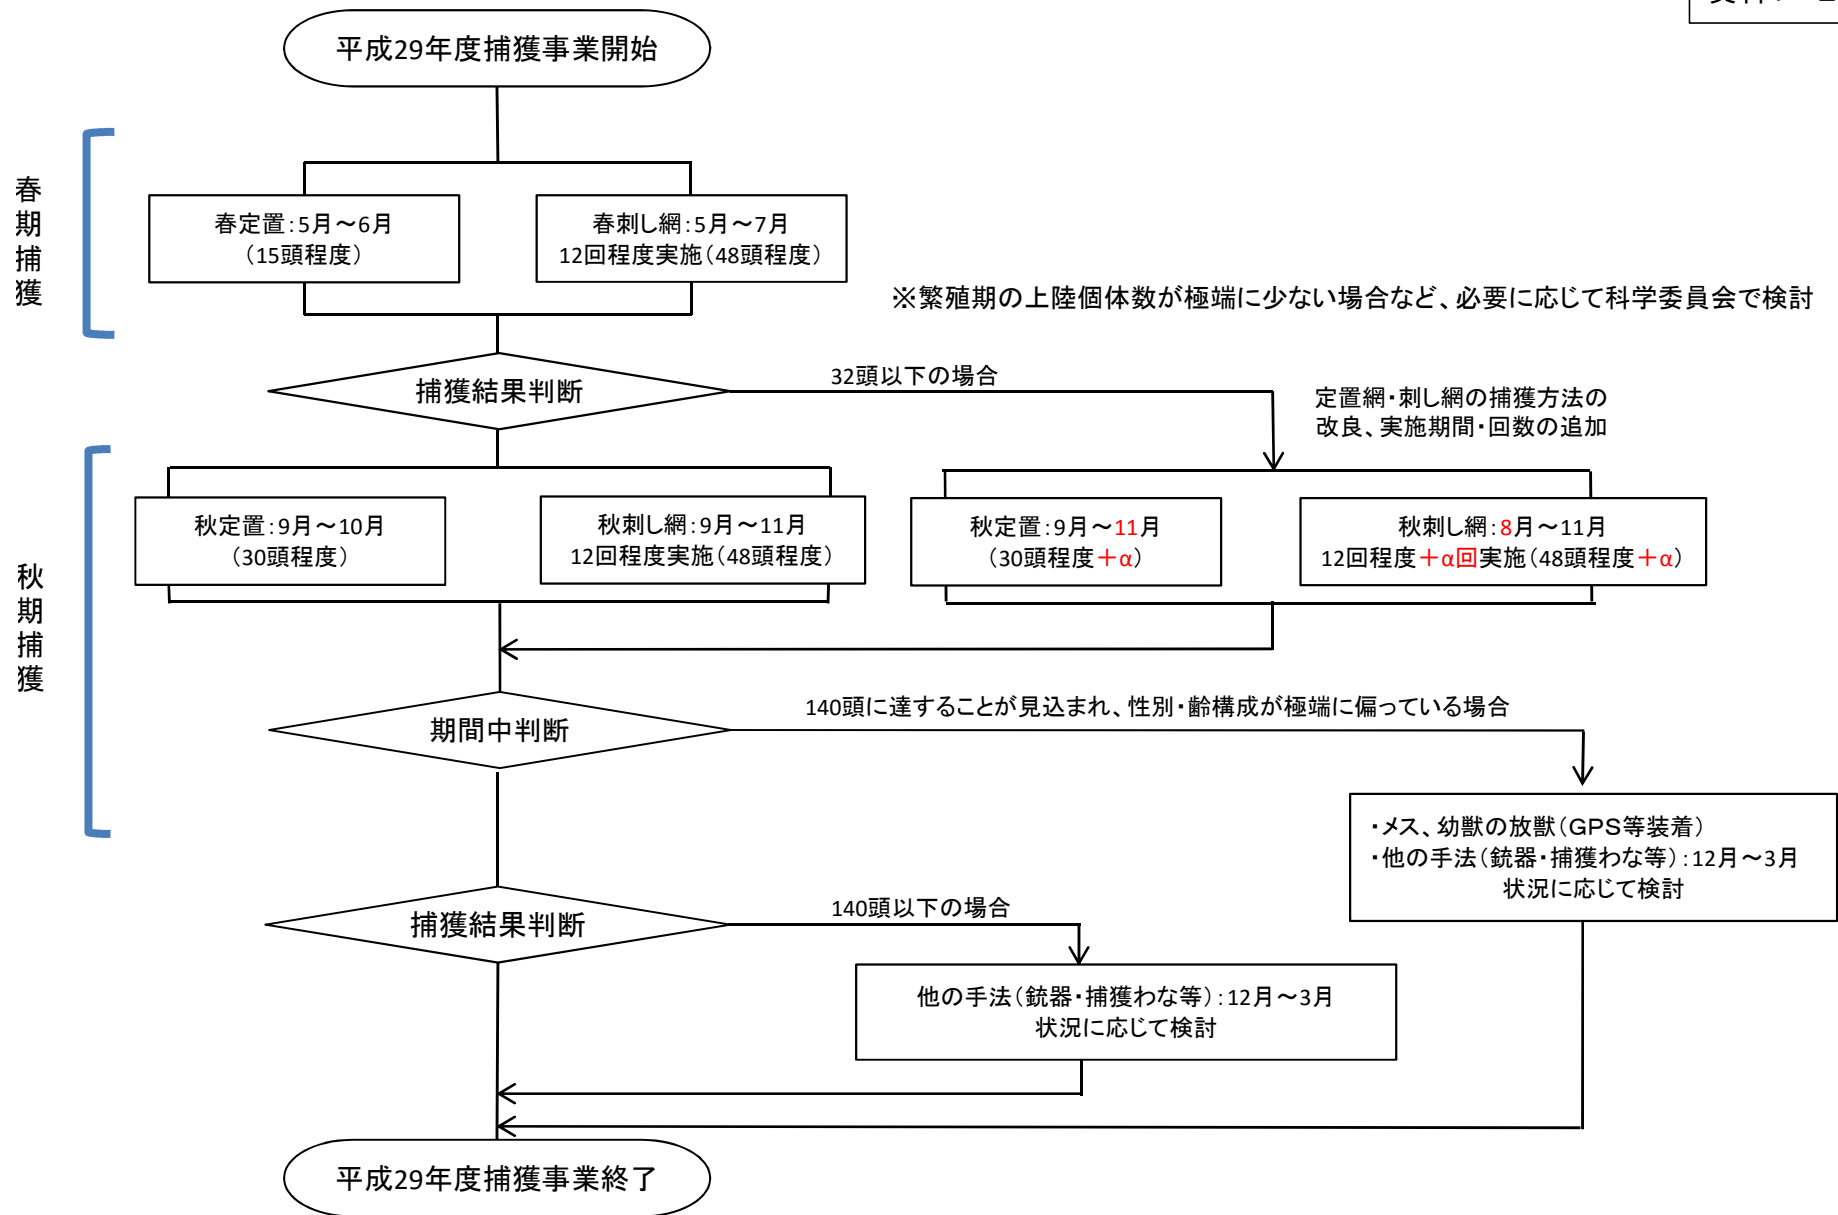 平成29年度捕獲事業開始
春期捕獲
春定置：5月～6月
（15頭程度）
春刺し網：5月～7月
12回程度実施（48頭程度）
※繁殖期の上陸個体数が極端に少ない場合など、必要に応じて科学委員会で検討
捕獲結果判断
32頭以下の場合
定置網・刺し網の捕獲方法の
改良、実施期間・回数の追加
秋期捕獲
秋定置：9月～10月
（30頭程度）
秋刺し網：9月～11月
12回程度実施（48頭程度）
秋定置：9月～11月
（30頭程度＋α）
秋刺し網：8月～11月
12回程度＋α回実施（48頭程度＋α）
期間中判断
140頭に達することが見込まれ、性別・齢構成が極端に偏っている場合
・メス、幼獣の放獣（GPS等装着）
・他の手法（銃器・捕獲わな等）：12月～3月
状況に応じて検討
捕獲結果判断
140頭以下の場合
他の手法（銃器・捕獲わな等）：12月～3月
状況に応じて検討
平成29年度捕獲事業終了